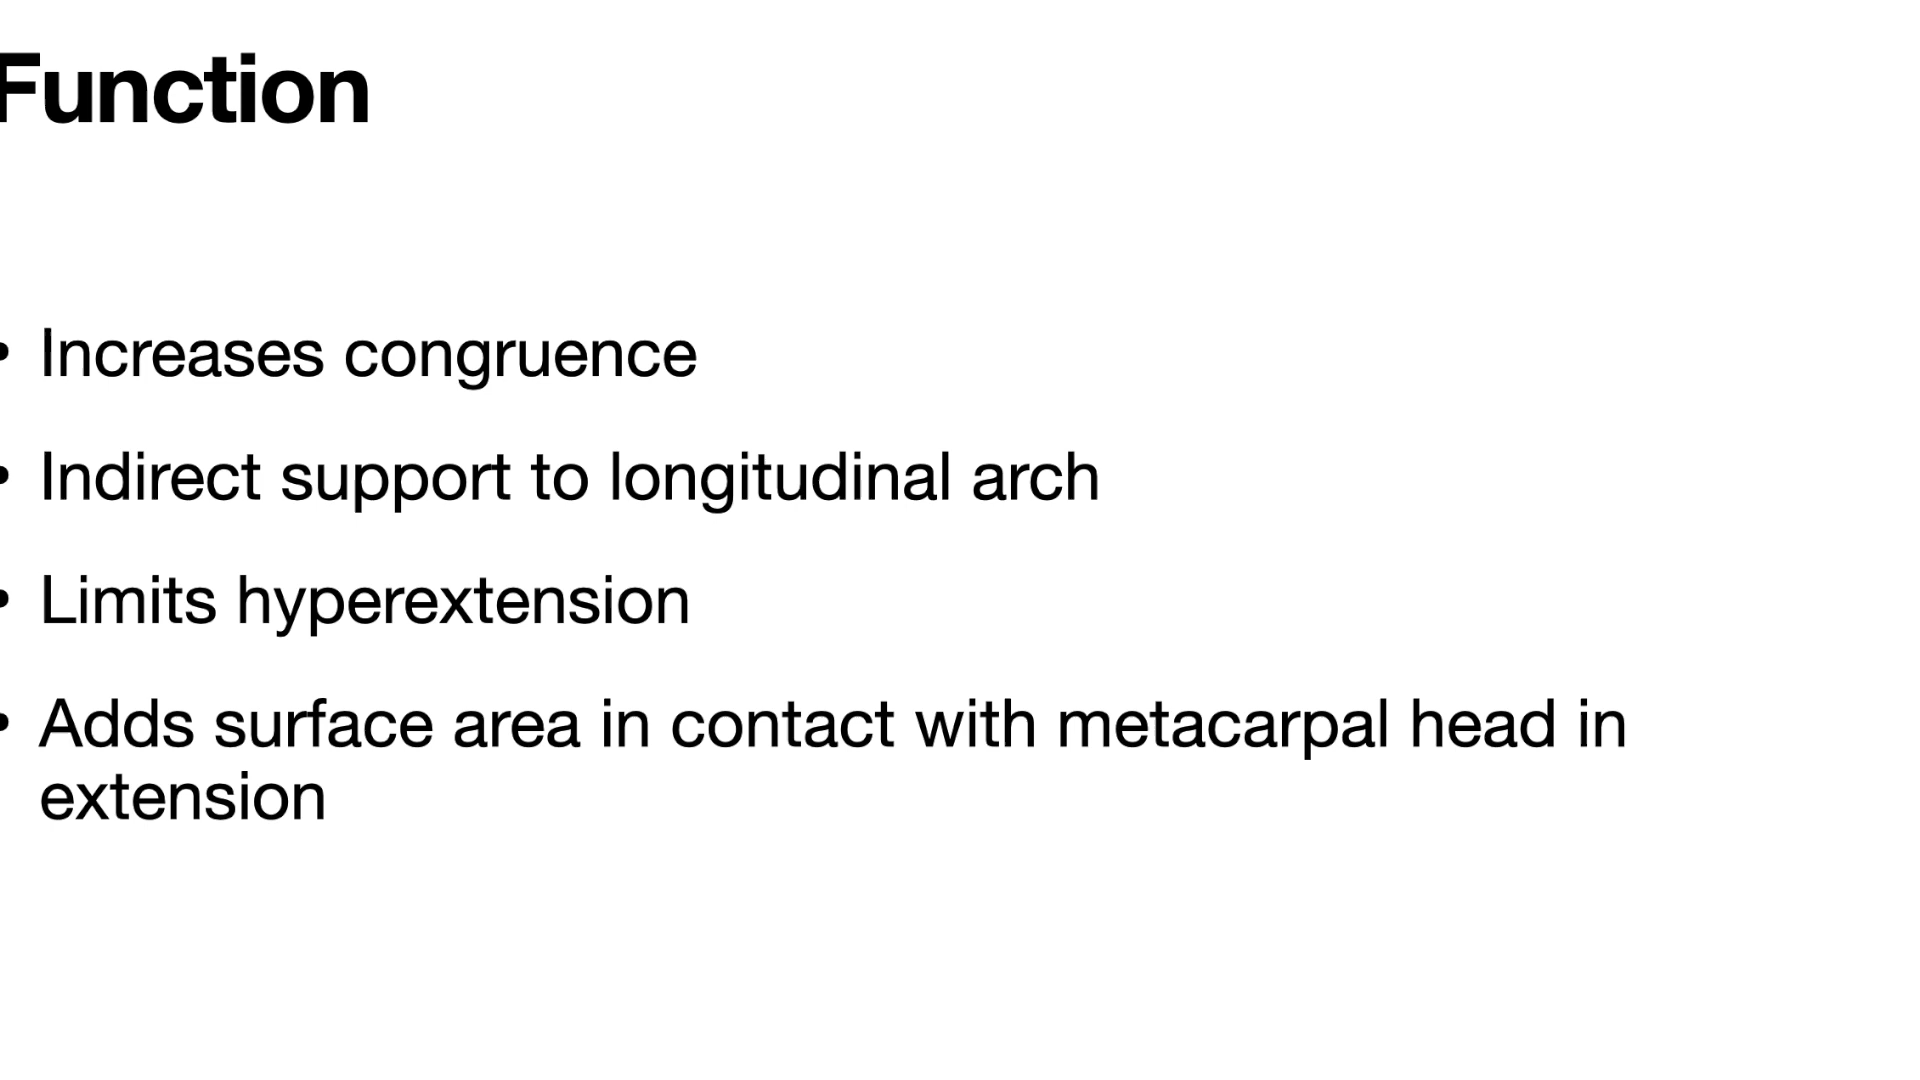 Function
• Increases congruence
• Indirect support to longitudinal arch
• Limits hyperextension
• Adds surface area in contact with metacarpal head in
extension